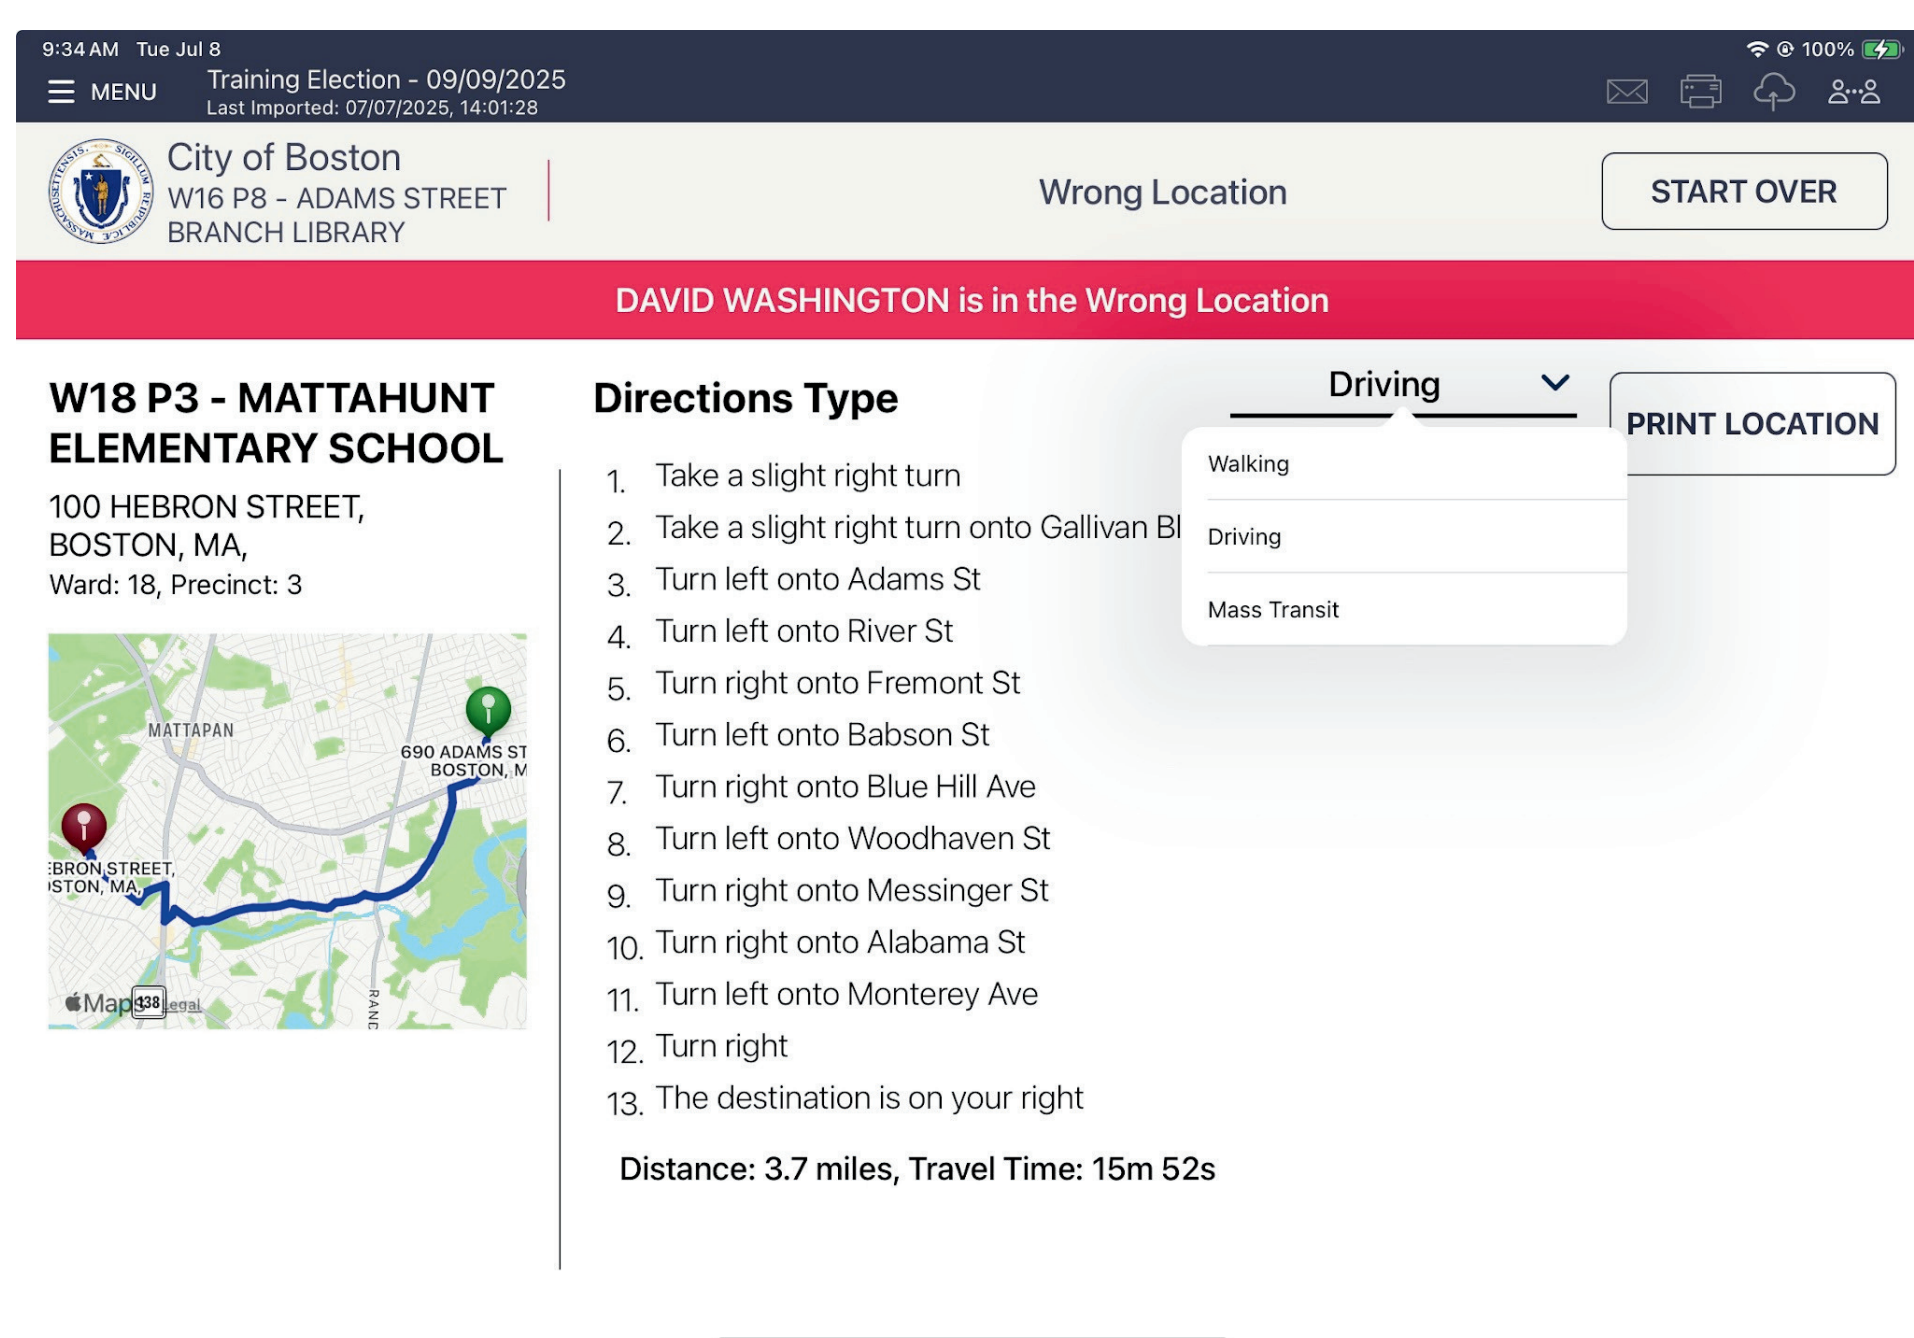 9:34 AM Tue Jul 8
100%
MENU
Training Election - 09/09/2025
Last Imported: 07/07/2025, 14:01:28
City of Boston
W16 P8 - ADAMS STREET
BRANCH LIBRARY
Wrong Location
START OVER
DAVID WASHINGTON is in the Wrong Location
W18 P3 - MATTAHUNT
ELEMENTARY SCHOOL
100 HEBRON STREET,
BOSTON, MA,
Ward: 18, Precinct: 3
MATTAPAN
690 ADAMS ST
BOSTON, M
EBRON STREET,
OSTON, MA,
Maps
138
Legal
RAND
Directions Type
Driving
PRINT LOCATION
Walking
Driving
Mass Transit
1. Take a slight right turn
2. Take a slight right turn onto Gallivan Bl
3. Turn left onto Adams St
4. Turn left onto River St
5. Turn right onto Fremont St
6. Turn left onto Babson St
7. Turn right onto Blue Hill Ave
8. Turn left onto Woodhaven St
9. Turn right onto Messinger St
10. Turn right onto Alabama St
11. Turn left onto Monterey Ave
12. Turn right
13. The destination is on your right
Distance: 3.7 miles, Travel Time: 15m 52s